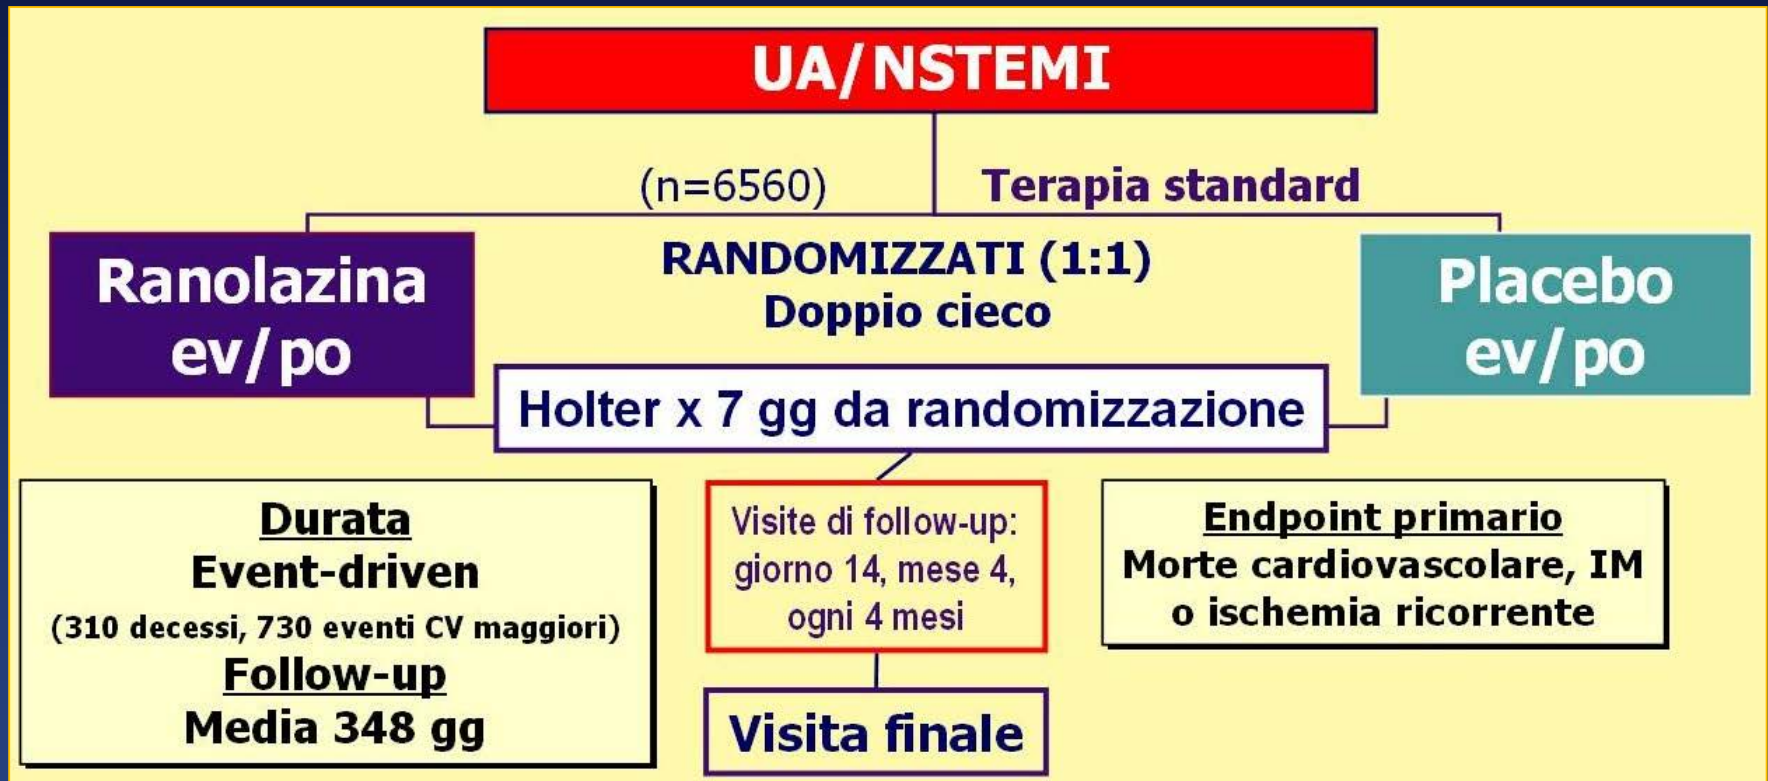 UA/NSTEMI
(n=6560)
Terapia standard
Ranolazina
ev/po
RANDOMIZZATI (1:1)
Doppio cieco
Placebo
ev/po
Holter x 7 gg da randomizzazione
Durata
Event-driven
(310 decessi, 730 eventi CV maggiori)
Follow-up
Media 348 gg
Visite di follow-up:
giorno 14, mese 4,
ogni 4 mesi
Visita finale
Endpoint primario
Morte cardiovascolare, IM
o ischemia ricorrente